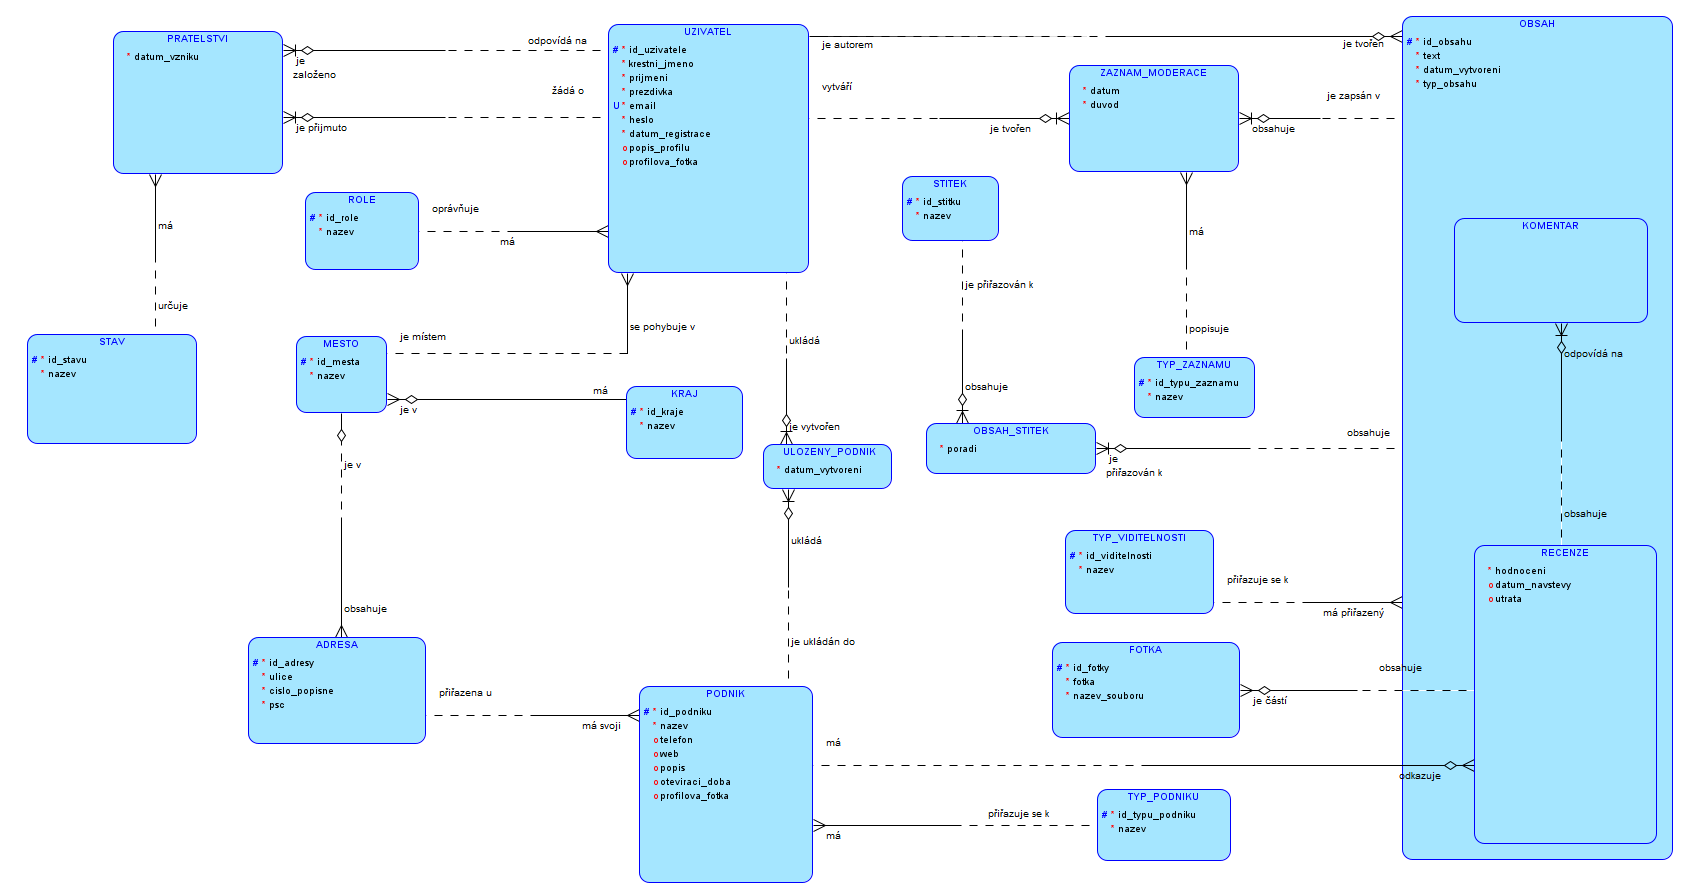 PRATELSTVI
* datum_vzniku
odpovídá na
je
založeno
žádá o
je přijmuto
má
určuje
STAV
# * id_stavu
* nazev
UZIVATEL
# * id_uzivatele
* krestni_jmeno
* prijmeni
* prezdivka
U * email
* heslo
* datum_registrace
o popis_profilu
o profilova_fotka
ROLE
# * id_role
* nazev
opravňuje
má
je autorem
je tvořen
vytváří
je tvořen
ZAZNAM_MODERACE
* datum
* duvod
je zapsán v
obsahuje
OBSAH
# * id_obsahu
* text
* datum_vytvoreni
* typ_obsahu
STITEK
# * id_stitku
* nazev
je přiřazován k
obsahuje
má
popisuje
TYP_ZAZNAMU
# * id_typu_zaznamu
* nazev
KOMENTAR
odpovídá na
obsahuje
MESTO
# * id_mesta
* nazev
je místem
se pohybuje v
má
je v
KRAJ
# * id_kraje
* nazev
ukládá
je vytvořen
ULOZENY_PODNIK
* datum_vytvoreni
ukládá
je ukládán do
OBSAH_STITEK
* poradi
obsahuje
je
přiřazován k
je v
obsahuje
ADRESA
# * id_adresy
* ulice
* cislo_popisne
* psc
přiřazena u
má svoji
PODNIK
# * id_podniku
* nazev
o telefon
o web
o popis
o oteviraci_doba
o profilova_fotka
TYP_VIDITELNOSTI
# * id_viditelnosti
* nazev
přiřazuje se k
má přiřazený
FOTKA
# * id_fotky
* fotka
* nazev_souboru
obsahuje
je částí
RECENZE
* hodnoceni
o datum_navstevy
o utrata
má
odkazuje
TYP_PODNIKU
# * id_typu_podniku
* nazev
přiřazuje se k
má